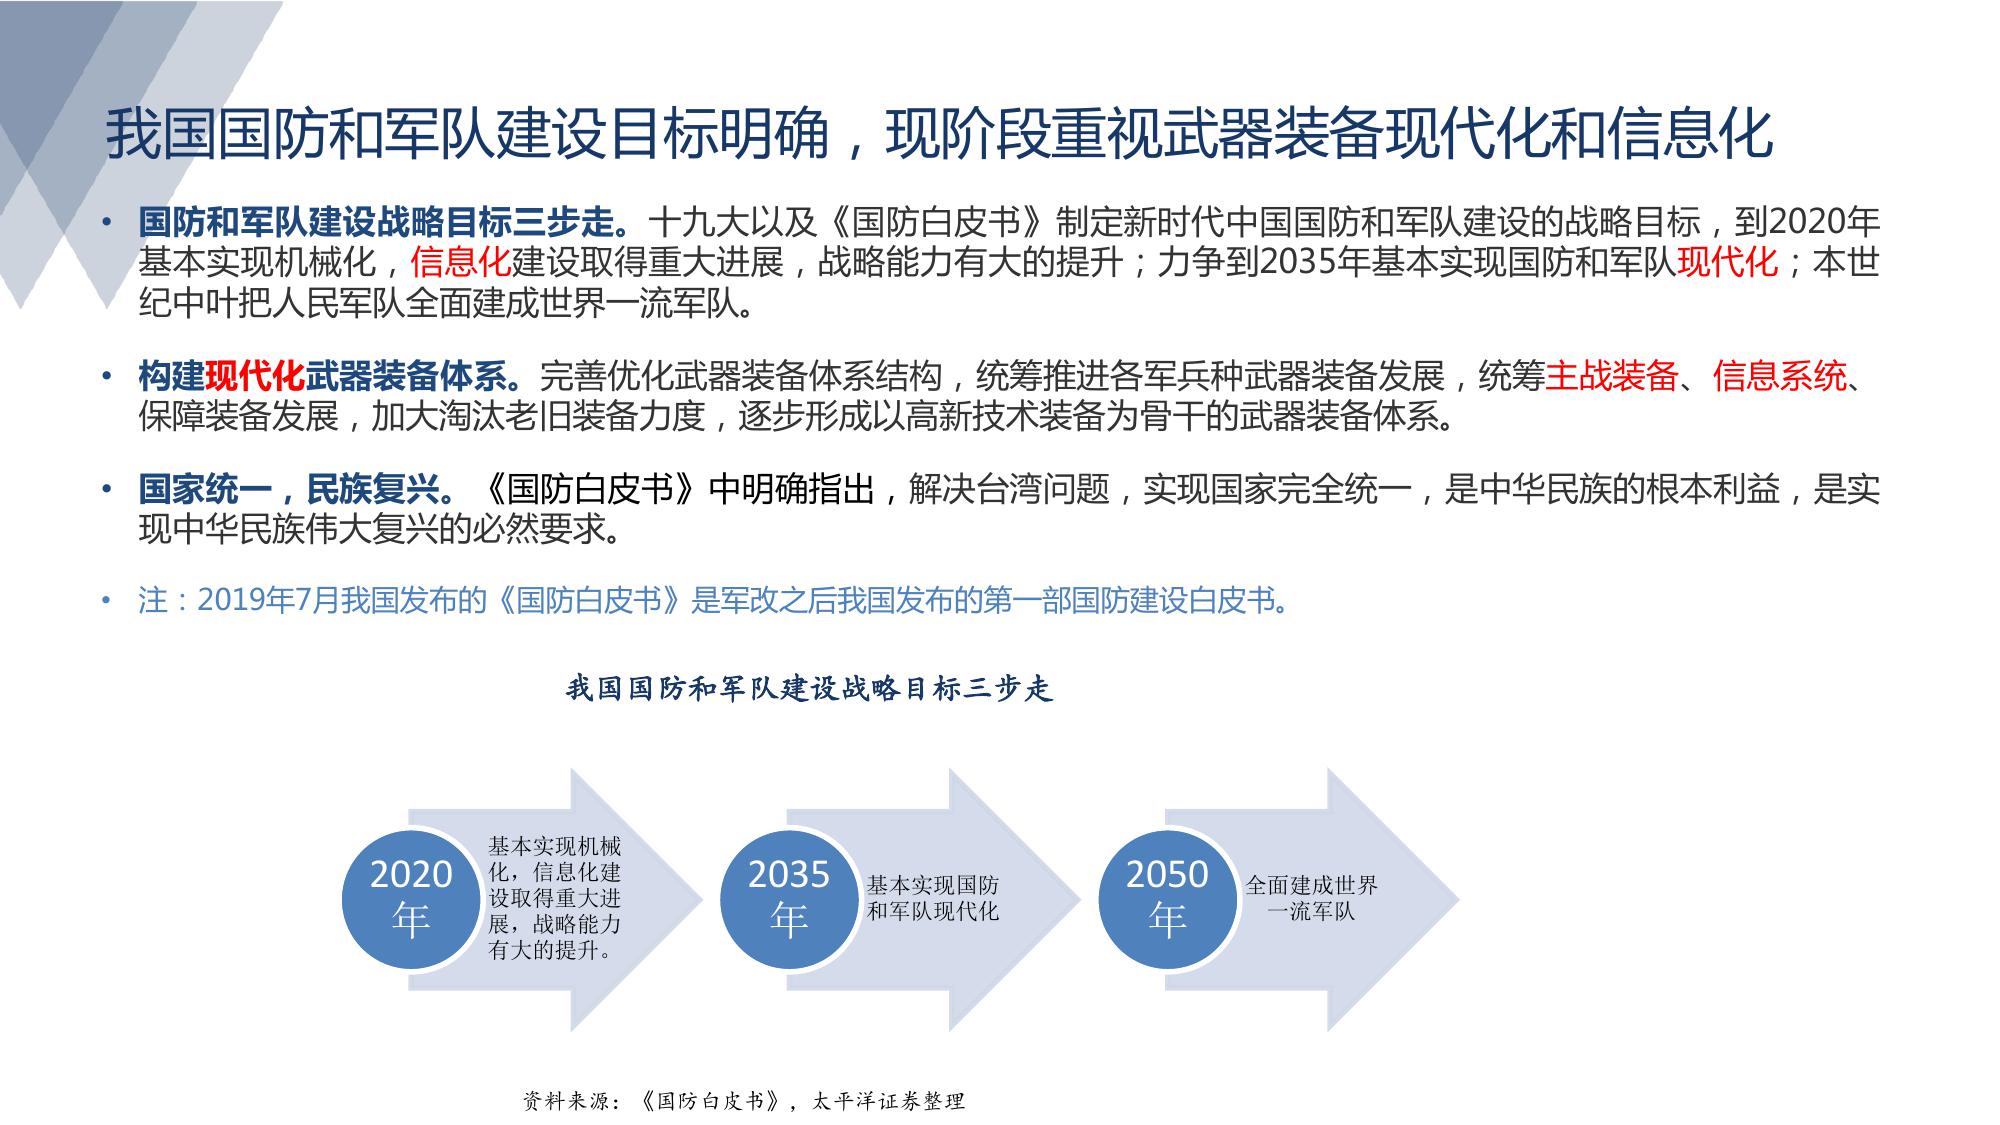 我国国防和军队建设目标明确，现阶段重视武器装备现代化和信息化
• 国防和军队建设战略目标三步走。十九大以及《国防白皮书》制定新时代中国国防和军队建设的战略目标，到2020年
基本实现机械化，信息化建设取得重大进展，战略能力有大的提升；力争到2035年基本实现国防和军队现代化；本世
纪中叶把人民军队全面建成世界一流军队。
• 构建现代化武器装备体系。完善优化武器装备体系结构，统筹推进各军兵种武器装备发展，统筹主战装备、信息系统、
保障装备发展，加大淘汰老旧装备力度，逐步形成以高新技术装备为骨干的武器装备体系。
• 国家统一，民族复兴。《国防白皮书》中明确指出，解决台湾问题，实现国家完全统一，是中华民族的根本利益，是实
现中华民族伟大复兴的必然要求。
• 注：2019年7月我国发布的《国防白皮书》是军改之后我国发布的第一部国防建设白皮书。
我国国防和军队建设战略目标三步走
2020
年
基本实现机械
化，信息化建
设取得重大进
展，战略能力
有大的提升。
2035
年
基本实现国防
和军队现代化
2050
年
全面建成世界
一流军队
资料来源：《国防白皮书》，太平洋证券整理